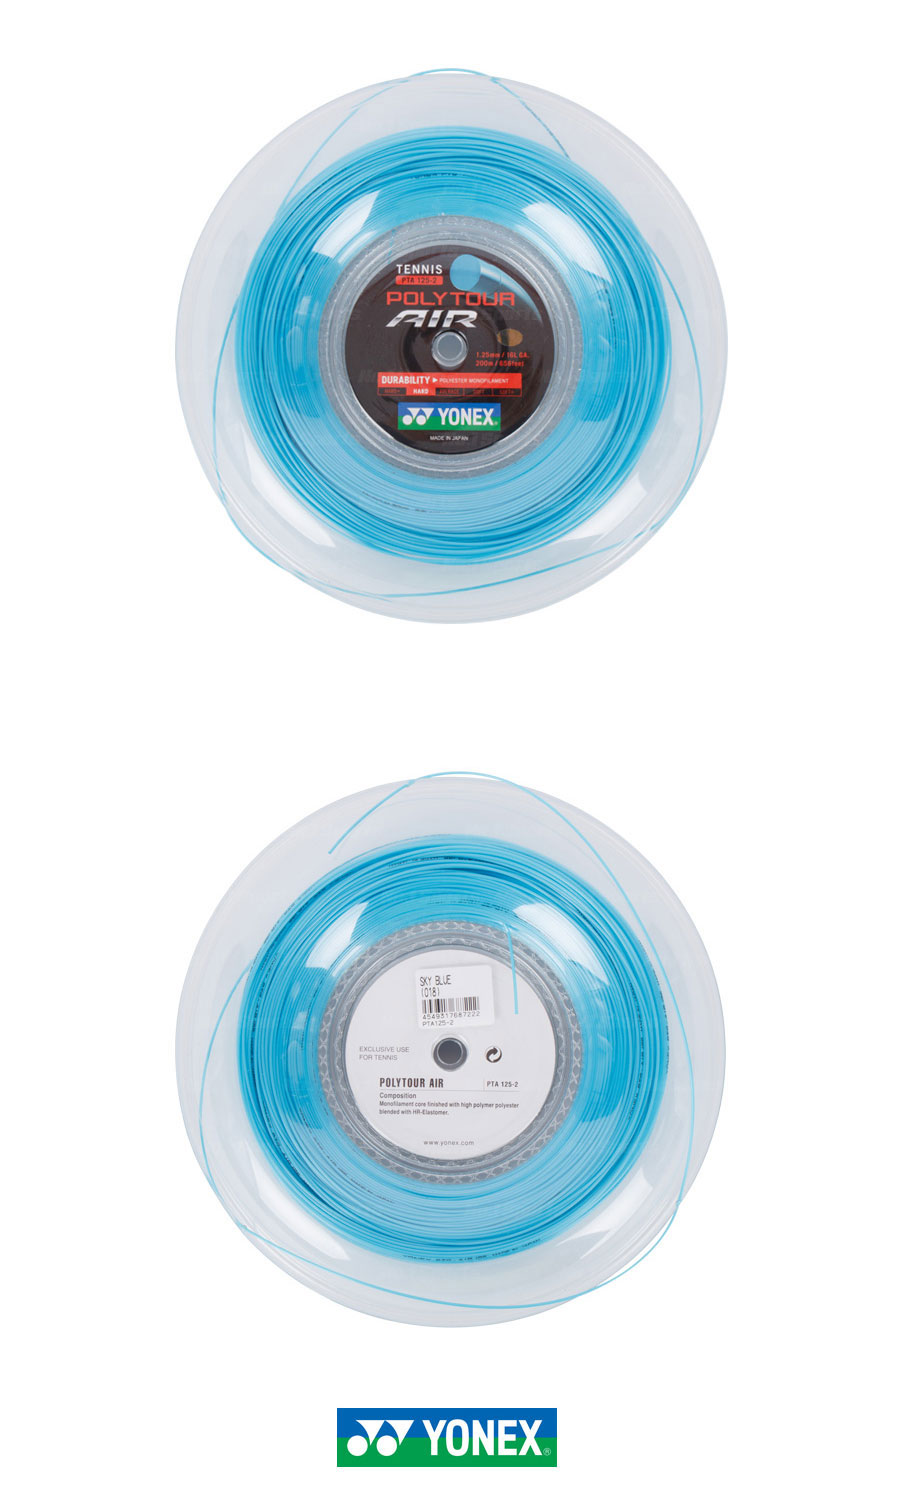 TENNIS
PTA 125-2
POLYTOUR
AIR
1.25mm / 16L GA.
200m / 656feet
DURABILITY ▶ POLYESTER MONOFILAMENT
HARD
YONEX®
MADE IN JAPAN
SKY BLUE
(018)
4549317687222
PTA125-2
EXCLUSIVE USE
FOR TENNIS
POLYTOUR AIR PTA 125-2
Composition
Monofilament core finished with high polymer polyester
blended with HR-Elastomer.
www.yonex.com
YONEX®